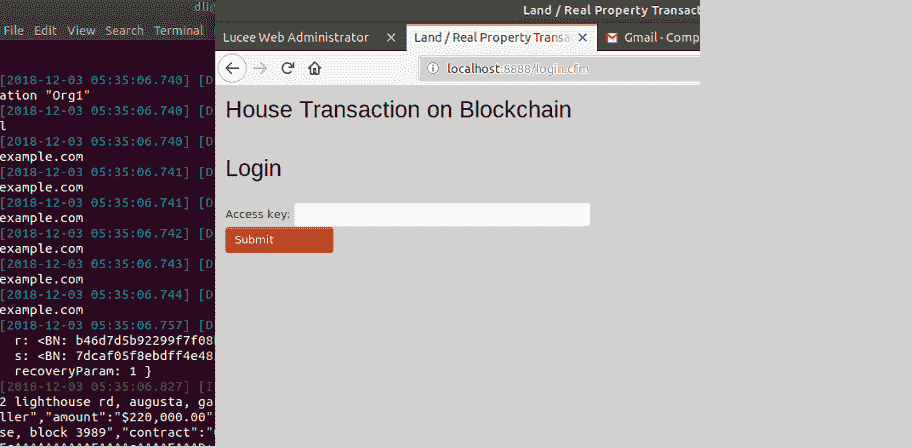 dlig
Land / Real Property Transact
File Edit View Search Terminal
Lucee Web Administrator
Land / Real Property Transa
Gmail - Comp
localhost:8888/login.cfm
House Transaction on Blockchain
Login
Access key:
Submit
[2018-12-03 05:35:06.740] [D
ation "Org1"
[2018-12-03 05:35:06.740] [D
l
[2018-12-03 05:35:06.740] [D
example.com
[2018-12-03 05:35:06.741] [D
example.com
[2018-12-03 05:35:06.741] [D
example.com
[2018-12-03 05:35:06.742] [D
example.com
[2018-12-03 05:35:06.743] [D
example.com
[2018-12-03 05:35:06.744] [D
example.com
[2018-12-03 05:35:06.757] [D
r: <BN: b46d7d5b92299f7f08
s: <BN: 7dcaf05f8ebdff4e48
recoveryParam: 1 }
[2018-12-03 05:35:06.827] [I
2 lighthouse rd, augusta, ga
ller","amount":"$220,000.00"
se, block 3989","contract":"